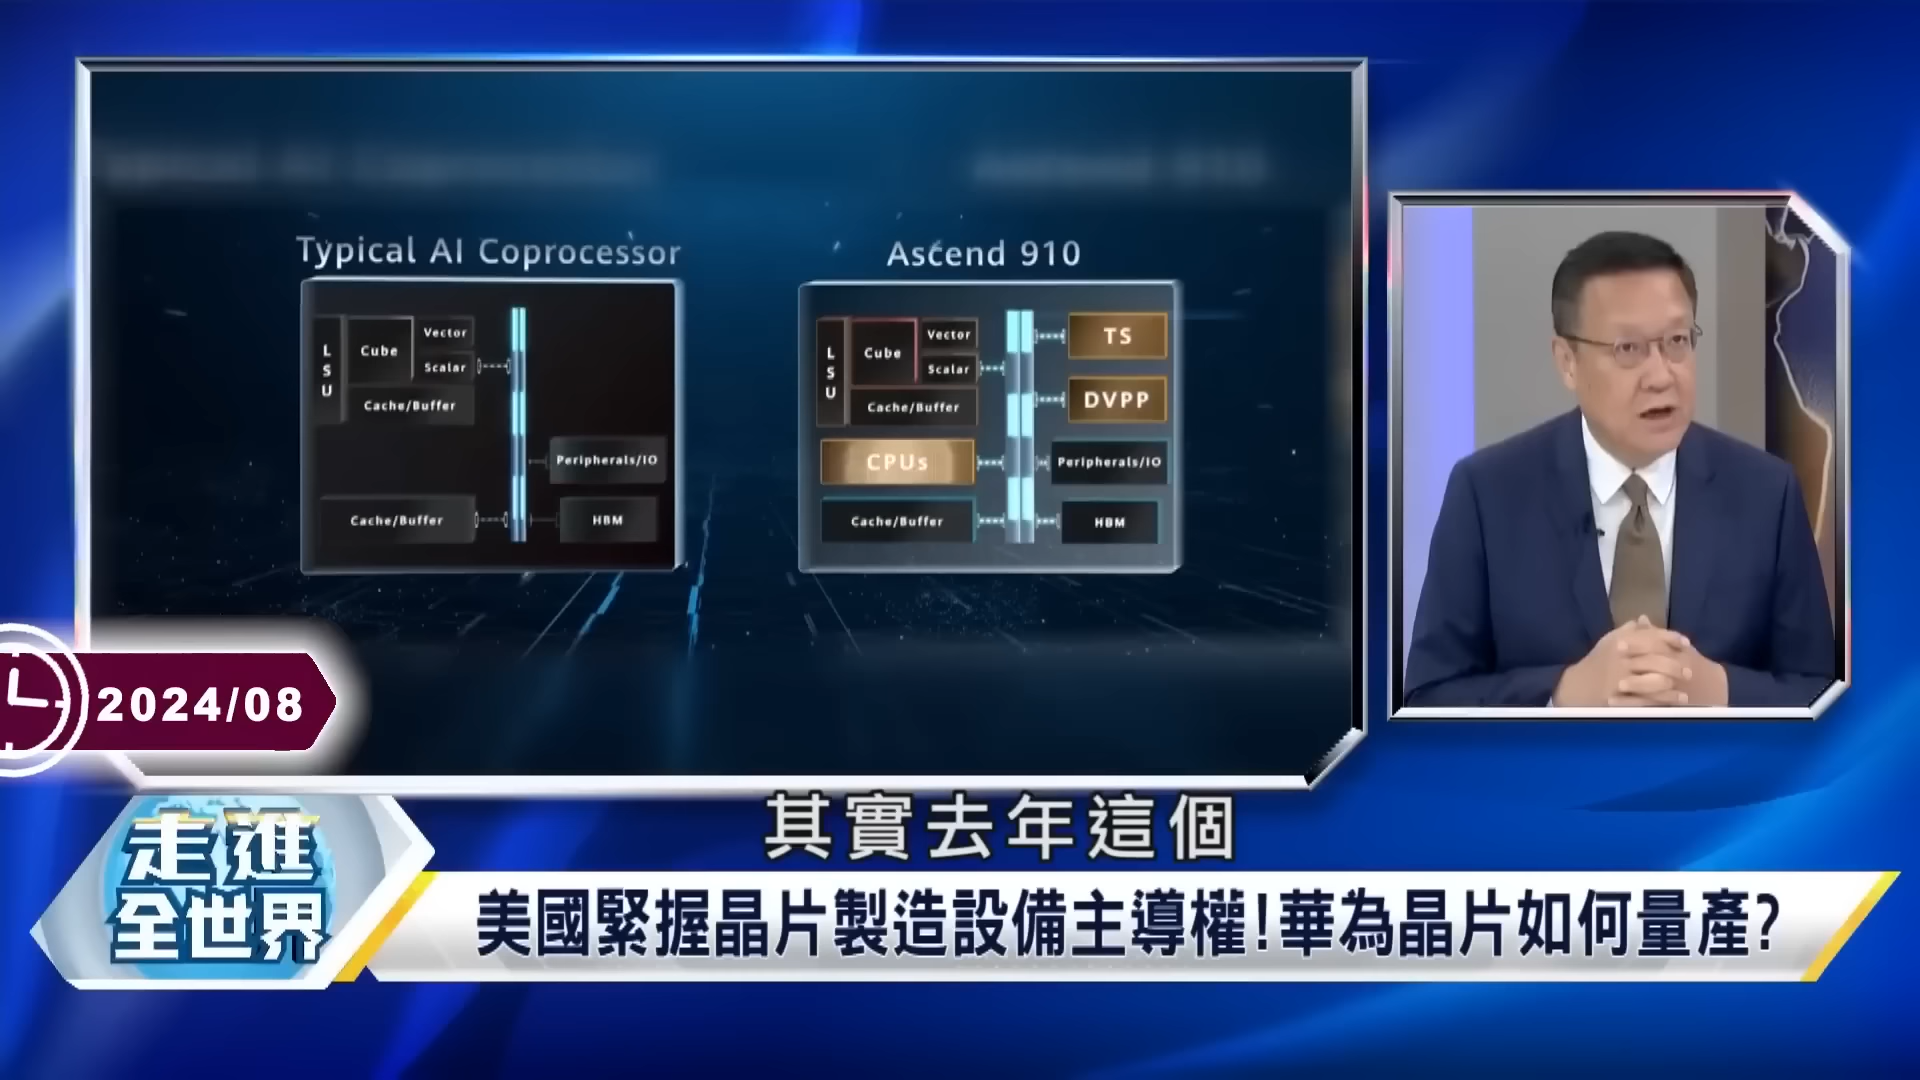 Typical AI Coprocessor
LSU
Cube
Vector
Scalar
Cache/Buffer
Peripherals/IO
Cache/Buffer
HBM
Ascend 910
LSU
Cube
Vector
Scalar
Cache/Buffer
TS
DVPP
CPUs
Peripherals/IO
Cache/Buffer
HBM
2024/08
其實去年這個
走進
全世界
美國緊握晶片製造設備主導權!華為晶片如何量產?